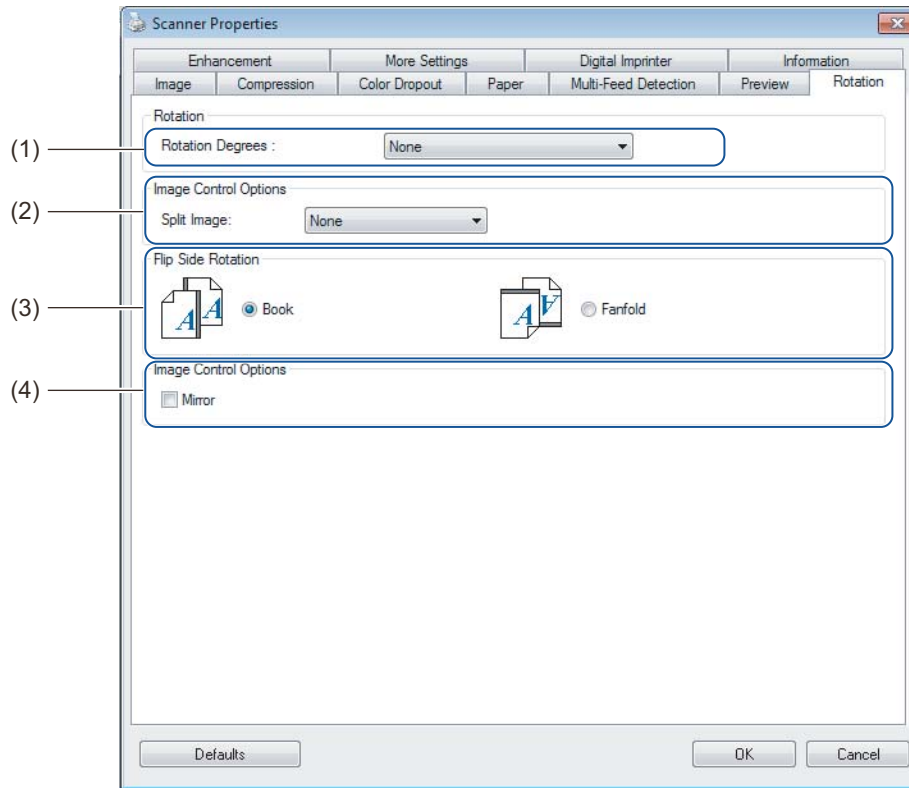 Scanner Properties
Enhancement More Settings Digital Imprinter Information
Image Compression Color Dropout Paper Multi-Feed Detection Preview Rotation
Rotation
(1) Rotation Degrees : None
Image Control Options
(2) Split Image: None
Flip Side Rotation
(3) A A Book A A Fanfold
Image Control Options
(4) Mirror
Defaults OK Cancel